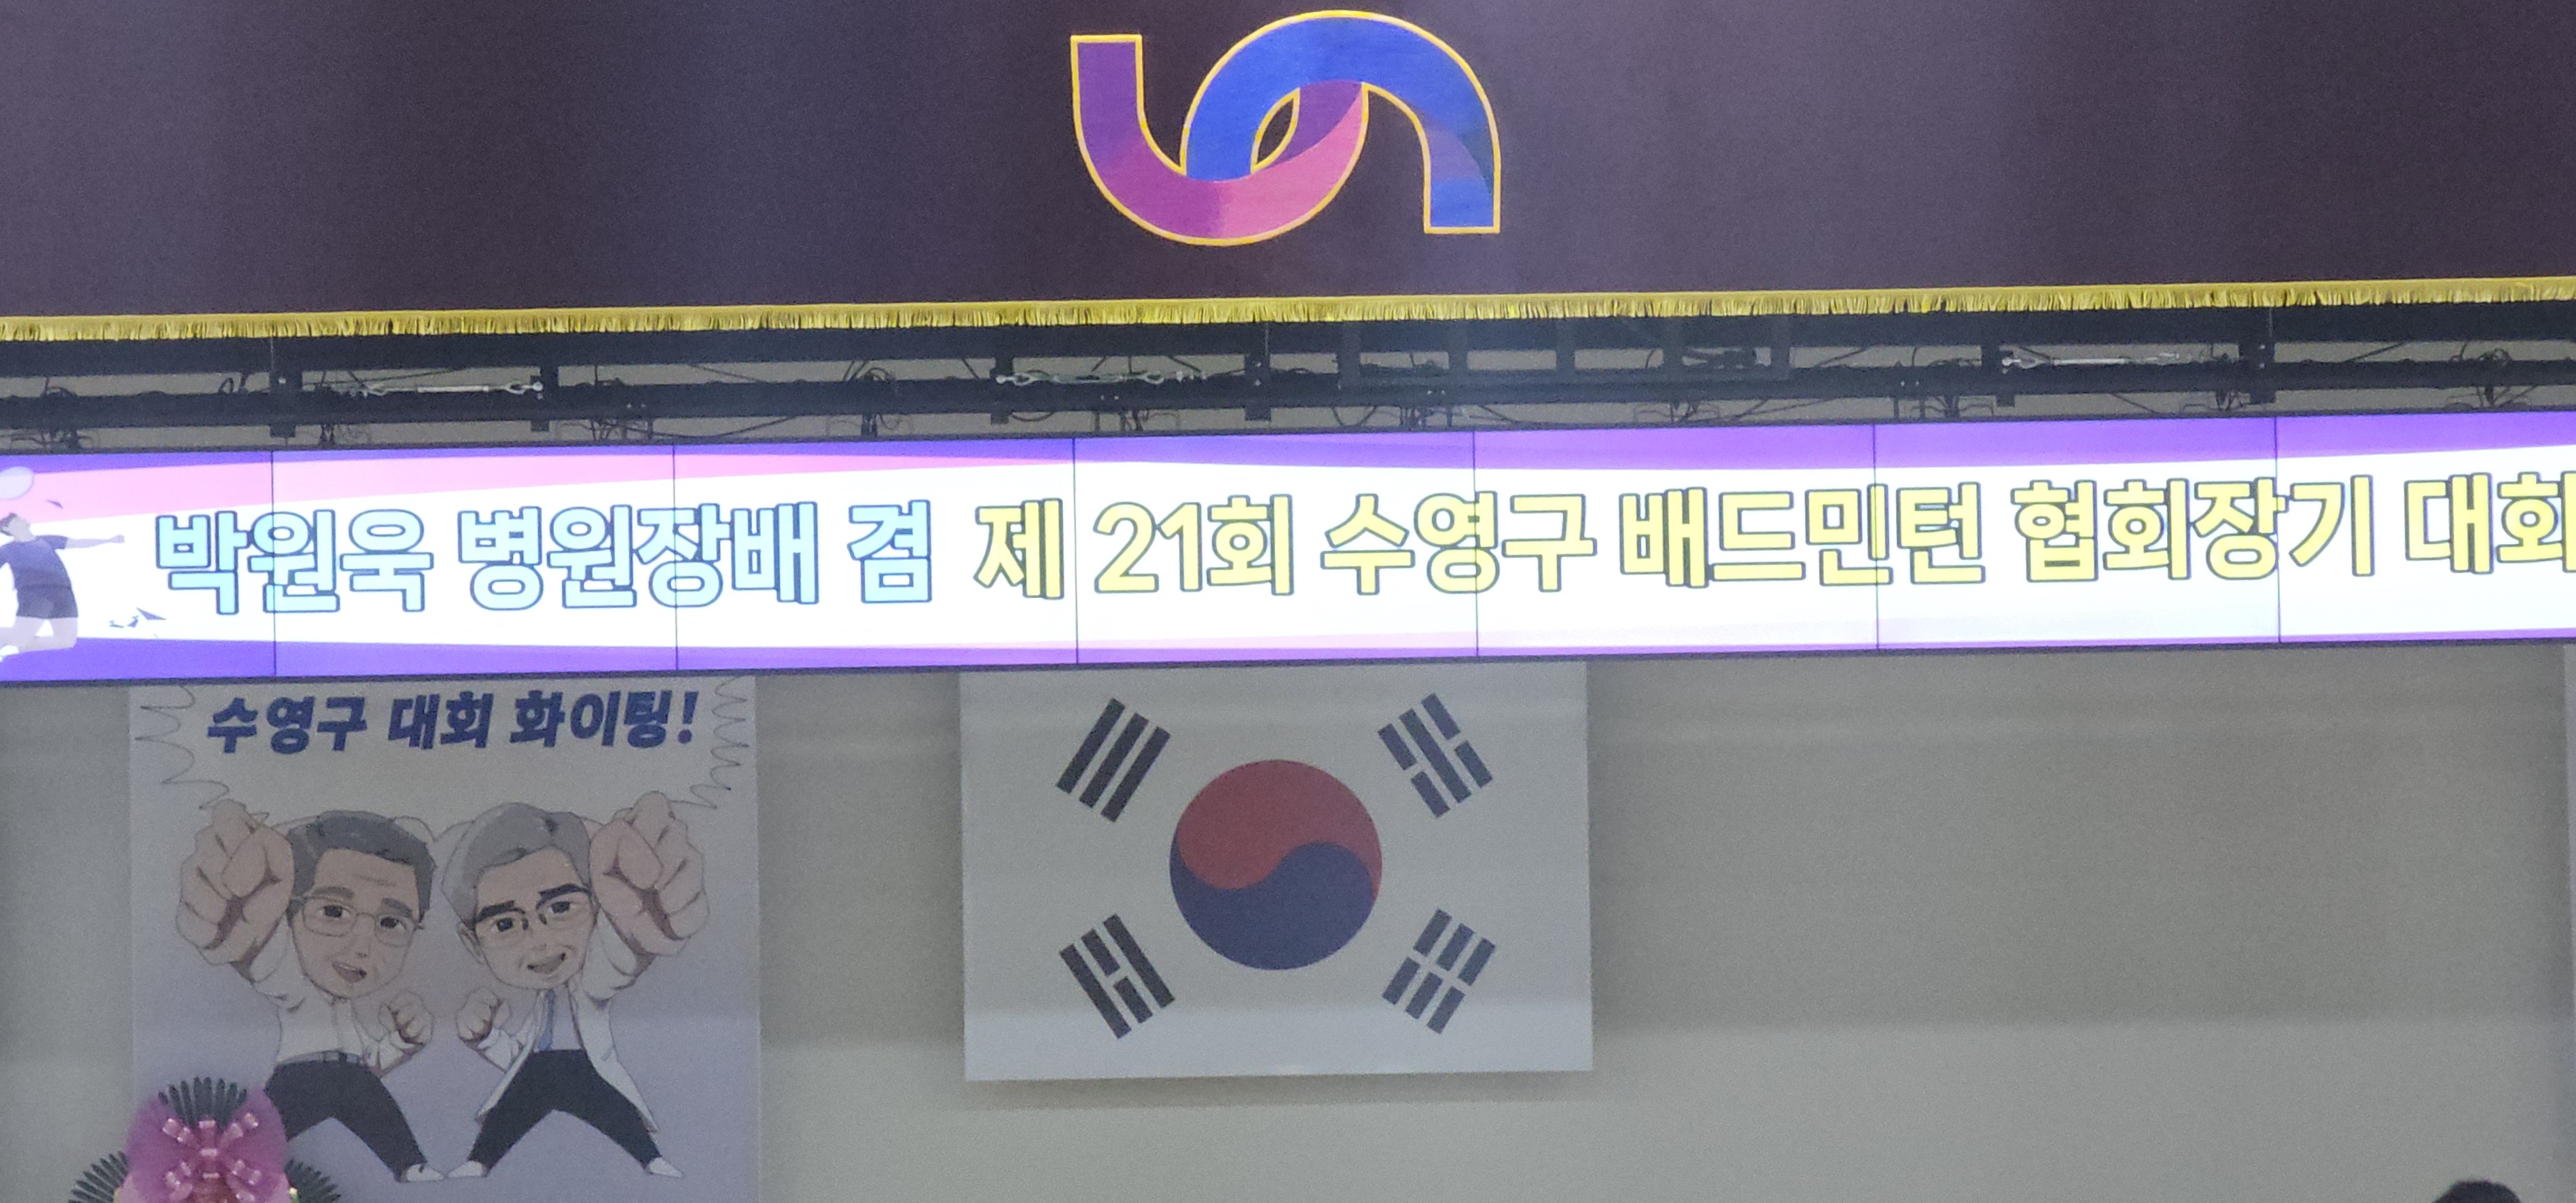 박원욱 병원장배 겸 제 21회 수영구 배드민턴 협회장기 대회
수영구 대회 화이팅!